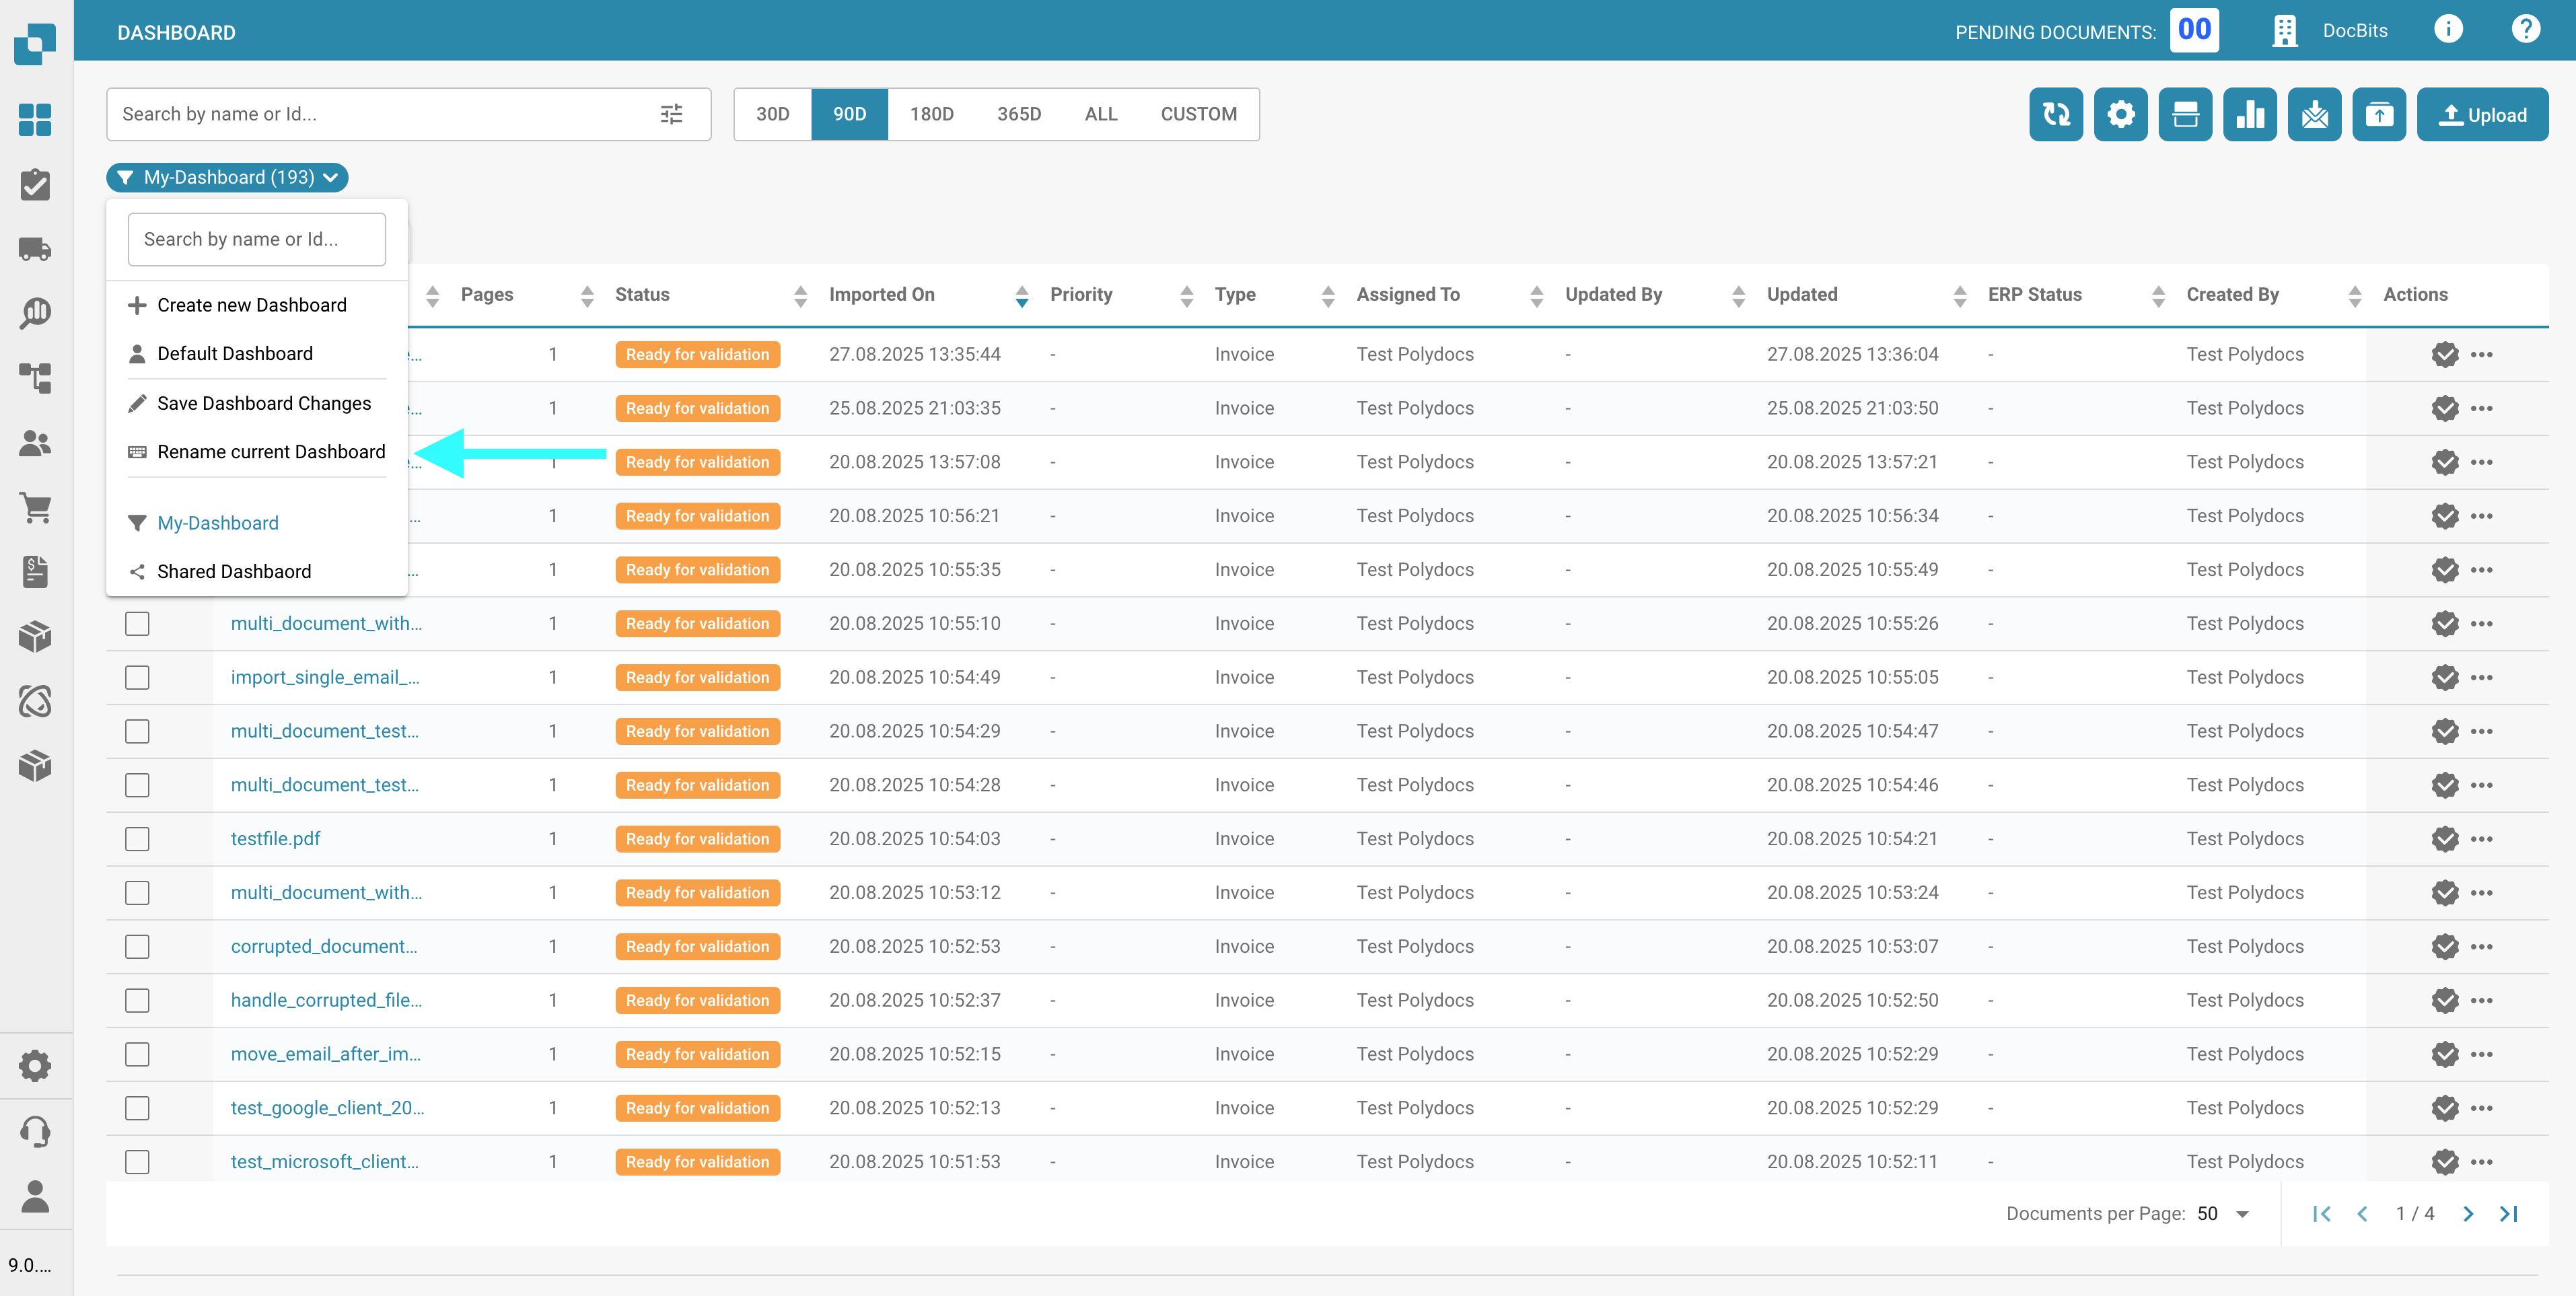 DASHBOARD
PENDING DOCUMENTS: 00 DocBits
Search by name or Id...
30D 90D 180D 365D ALL CUSTOM
Upload
My-Dashboard (193)
Search by name or Id...
Create new Dashboard
Default Dashboard
Save Dashboard Changes
Rename current Dashboard
My-Dashboard
Shared Dashbaord
Pages Status Imported On Priority Type Assigned To Updated By Updated ERP Status Created By Actions
e... 1 Ready for validation 27.08.2025 13:35:44 - Invoice Test Polydocs - 27.08.2025 13:36:04 - Test Polydocs
e... 1 Ready for validation 25.08.2025 21:03:35 - Invoice Test Polydocs - 25.08.2025 21:03:50 - Test Polydocs
e... 1 Ready for validation 20.08.2025 13:57:08 - Invoice Test Polydocs - 20.08.2025 13:57:21 - Test Polydocs
... 1 Ready for validation 20.08.2025 10:56:21 - Invoice Test Polydocs - 20.08.2025 10:56:34 - Test Polydocs
... 1 Ready for validation 20.08.2025 10:55:35 - Invoice Test Polydocs - 20.08.2025 10:55:49 - Test Polydocs
multi_document_with... 1 Ready for validation 20.08.2025 10:55:10 - Invoice Test Polydocs - 20.08.2025 10:55:26 - Test Polydocs
import_single_email_... 1 Ready for validation 20.08.2025 10:54:49 - Invoice Test Polydocs - 20.08.2025 10:55:05 - Test Polydocs
multi_document_test... 1 Ready for validation 20.08.2025 10:54:29 - Invoice Test Polydocs - 20.08.2025 10:54:47 - Test Polydocs
multi_document_test... 1 Ready for validation 20.08.2025 10:54:28 - Invoice Test Polydocs - 20.08.2025 10:54:46 - Test Polydocs
testfile.pdf 1 Ready for validation 20.08.2025 10:54:03 - Invoice Test Polydocs - 20.08.2025 10:54:21 - Test Polydocs
multi_document_with... 1 Ready for validation 20.08.2025 10:53:12 - Invoice Test Polydocs - 20.08.2025 10:53:24 - Test Polydocs
corrupted_document... 1 Ready for validation 20.08.2025 10:52:53 - Invoice Test Polydocs - 20.08.2025 10:53:07 - Test Polydocs
handle_corrupted_file... 1 Ready for validation 20.08.2025 10:52:37 - Invoice Test Polydocs - 20.08.2025 10:52:50 - Test Polydocs
move_email_after_im... 1 Ready for validation 20.08.2025 10:52:15 - Invoice Test Polydocs - 20.08.2025 10:52:29 - Test Polydocs
test_google_client_20... 1 Ready for validation 20.08.2025 10:52:13 - Invoice Test Polydocs - 20.08.2025 10:52:29 - Test Polydocs
test_microsoft_client... 1 Ready for validation 20.08.2025 10:51:53 - Invoice Test Polydocs - 20.08.2025 10:52:11 - Test Polydocs
Documents per Page: 50 1 / 4
9.0....